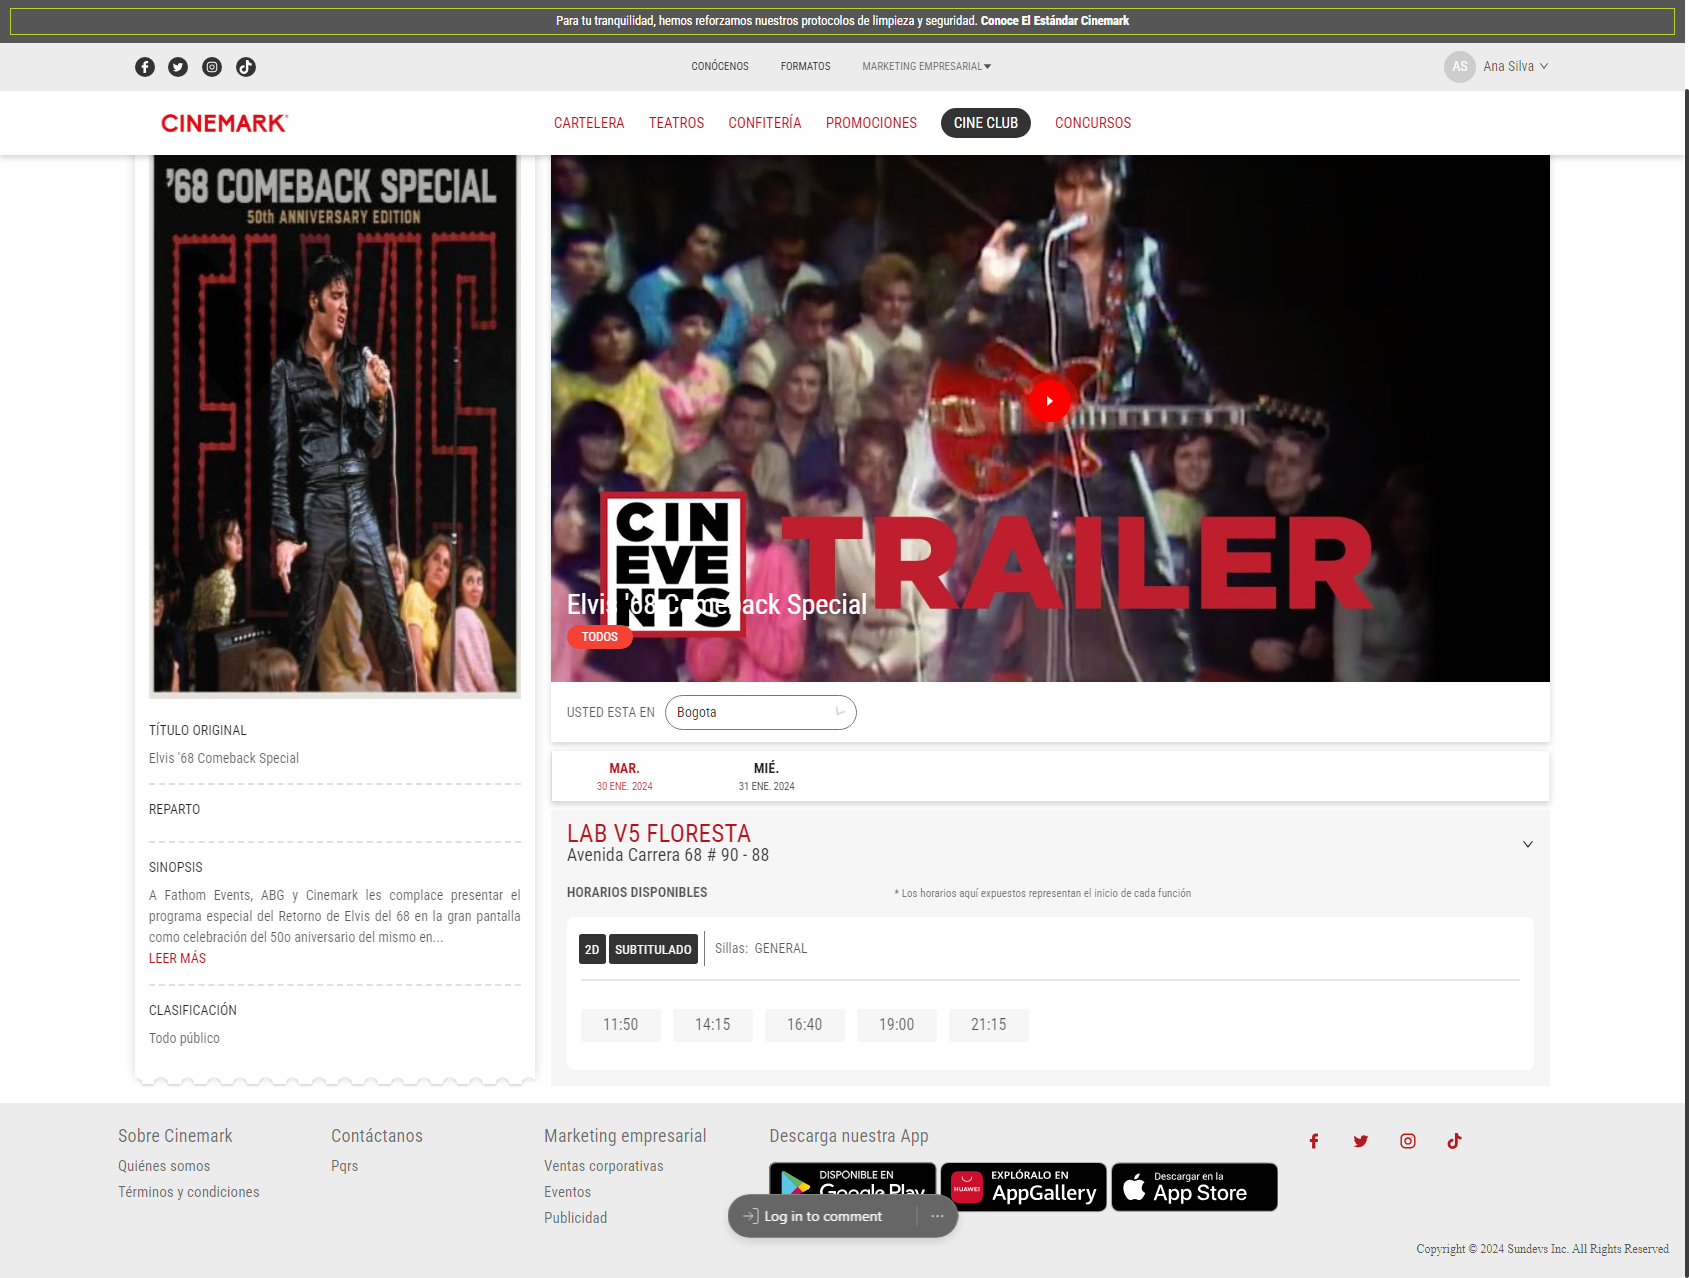 Para tu tranquilidad, hemos reforzamos nuestros protocolos de limpieza y seguridad. Conoce El Estándar Cinemark
CONÓCENOS FORMATOS MARKETING EMPRESARIAL
AS Ana Silva
CINEMARK
CARTELERA TEATROS CONFITERÍA PROMOCIONES CINE CLUB CONCURSOS
'68 COMEBACK SPECIAL
50th ANNIVERSARY EDITION
ELVIS
CIN
EVE
NTS
TRAILER
Elvis '68 Comeback Special
TODOS
USTED ESTA EN Bogota
MAR.
30 ENE. 2024
MIÉ.
31 ENE. 2024
TÍTULO ORIGINAL
Elvis '68 Comeback Special
REPARTO
SINOPSIS
A Fathom Events, ABG y Cinemark les complace presentar el
programa especial del Retorno de Elvis del 68 en la gran pantalla
como celebración del 50o aniversario del mismo en...
LEER MÁS
CLASIFICACIÓN
Todo público
LAB V5 FLORESTA
Avenida Carrera 68 # 90 - 88
HORARIOS DISPONIBLES * Los horarios aquí expuestos representan el inicio de cada función
2D SUBTITULADO Sillas: GENERAL
11:50 14:15 16:40 19:00 21:15
Sobre Cinemark
Quiénes somos
Términos y condiciones
Contáctanos
Pqrs
Marketing empresarial
Ventas corporativas
Eventos
Publicidad
Descarga nuestra App
DISPONIBLE EN
Google Play
HUAWEI
EXPLÓRALO EN
AppGallery
Descargar en la
App Store
Log in to comment
Copyright © 2024 Sundevs Inc. All Rights Reserved